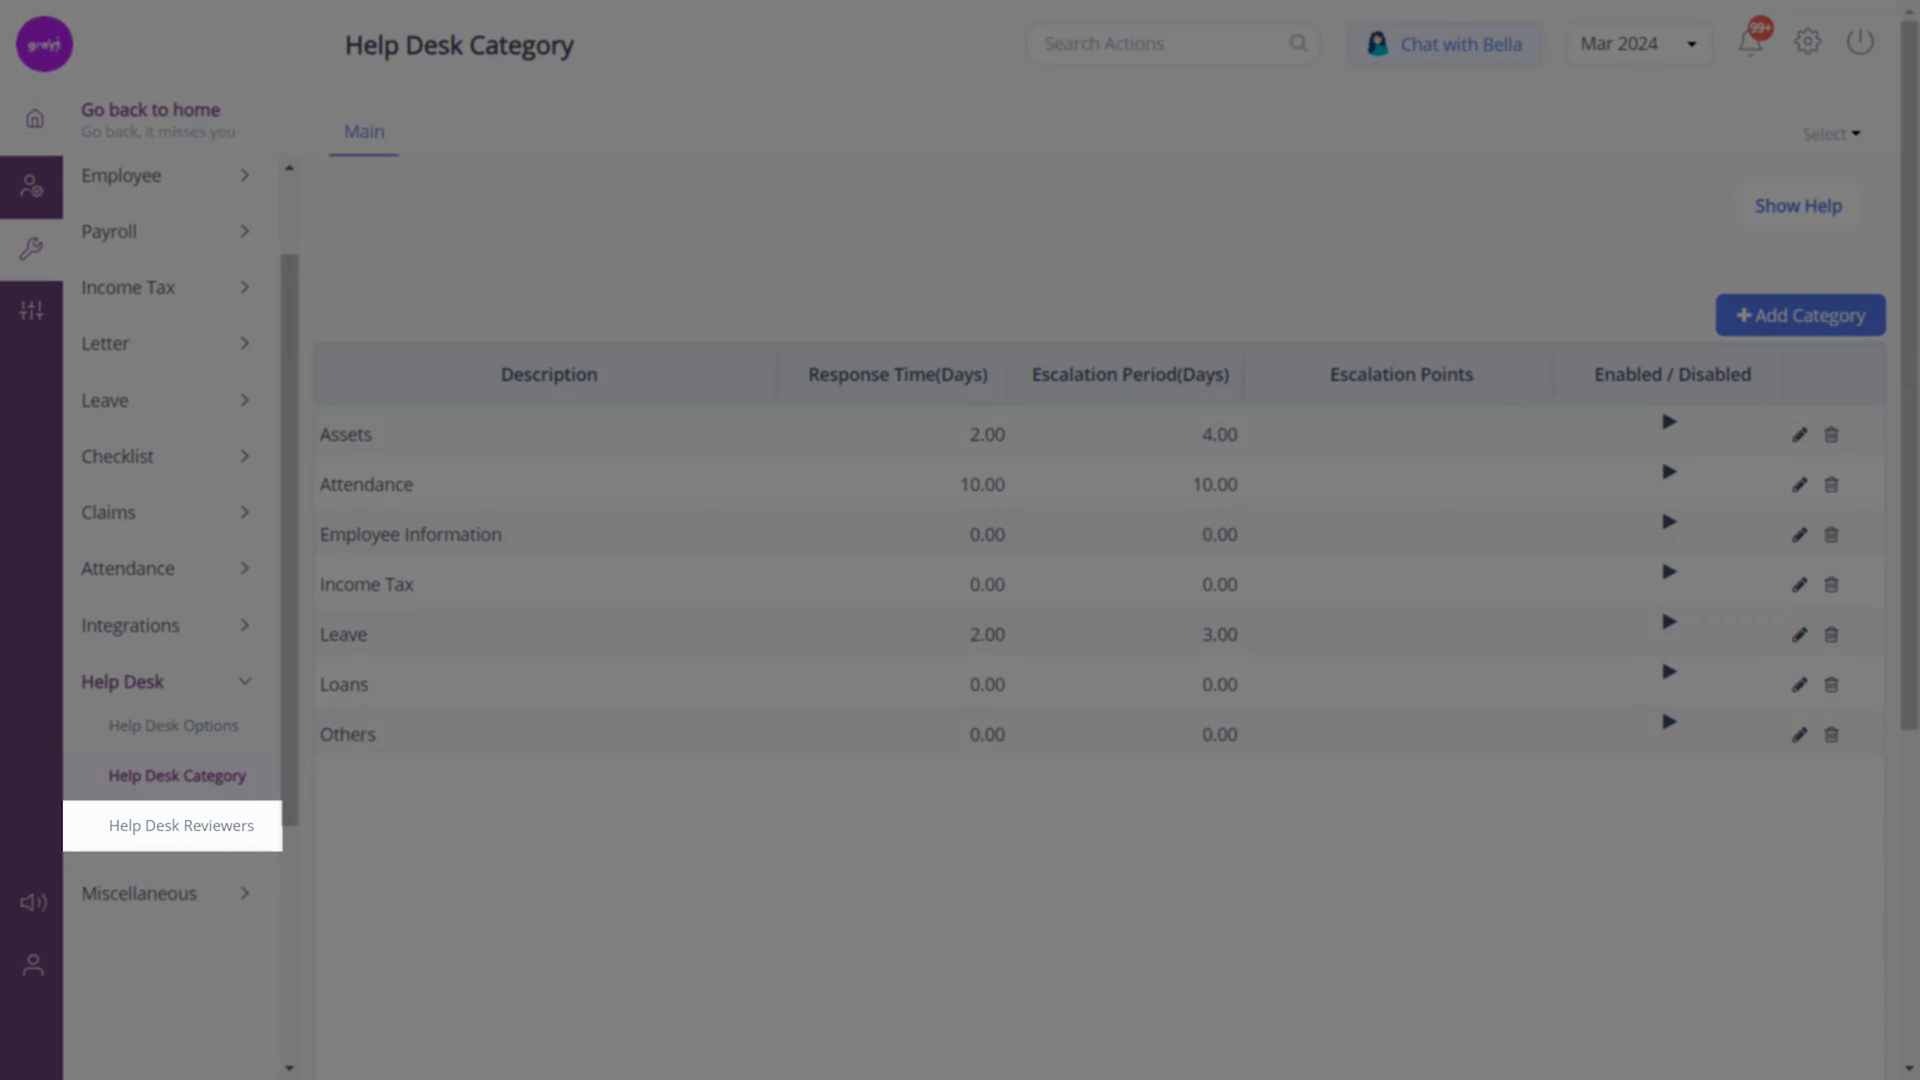 greytHR
Help Desk Category
Search Actions
Chat with Bella
Mar 2024
99+
Go back to home
Go back, it misses you
Main
Select
Employee
Payroll
Income Tax
Letter
Leave
Checklist
Claims
Attendance
Integrations
Help Desk
Help Desk Options
Help Desk Category
Help Desk Reviewers
Miscellaneous
Show Help
Add Category
Description Response Time(Days) Escalation Period(Days) Escalation Points Enabled / Disabled
Assets 2.00 4.00
Attendance 10.00 10.00
Employee Information 0.00 0.00
Income Tax 0.00 0.00
Leave 2.00 3.00
Loans 0.00 0.00
Others 0.00 0.00